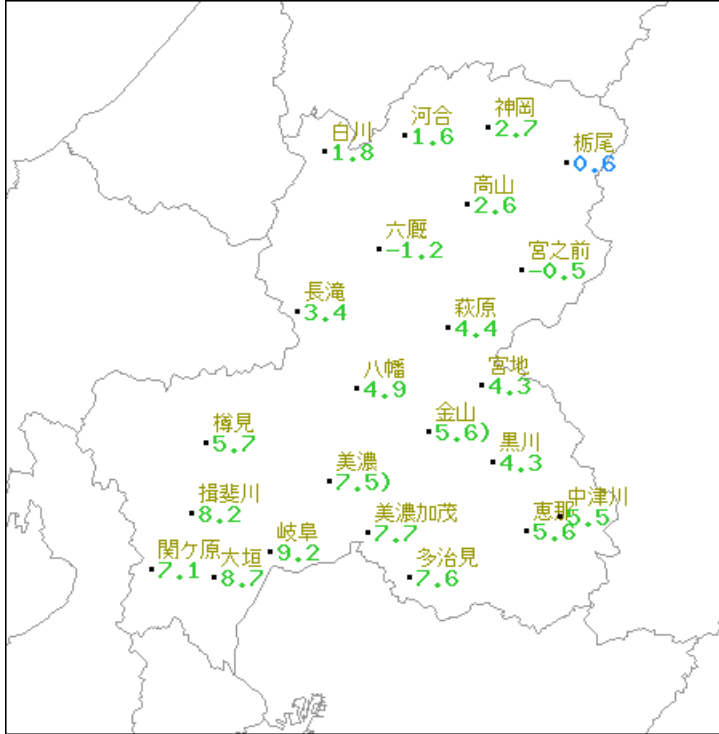 神岡
2.7
河合
1.6
白川
1.8
栃尾
0.6
高山
2.6
六厩
-1.2
宮之前
-0.5
長滝
3.4
萩原
4.4
八幡
4.9
宮地
4.3
金山
5.6)
樽見
5.7
黒川
4.3
美濃
7.5)
揖斐川
8.2
中津川
5.5
恵那
5.6
美濃加茂
7.7
岐阜
9.2
関ケ原
7.1
大垣
8.7
多治見
7.6